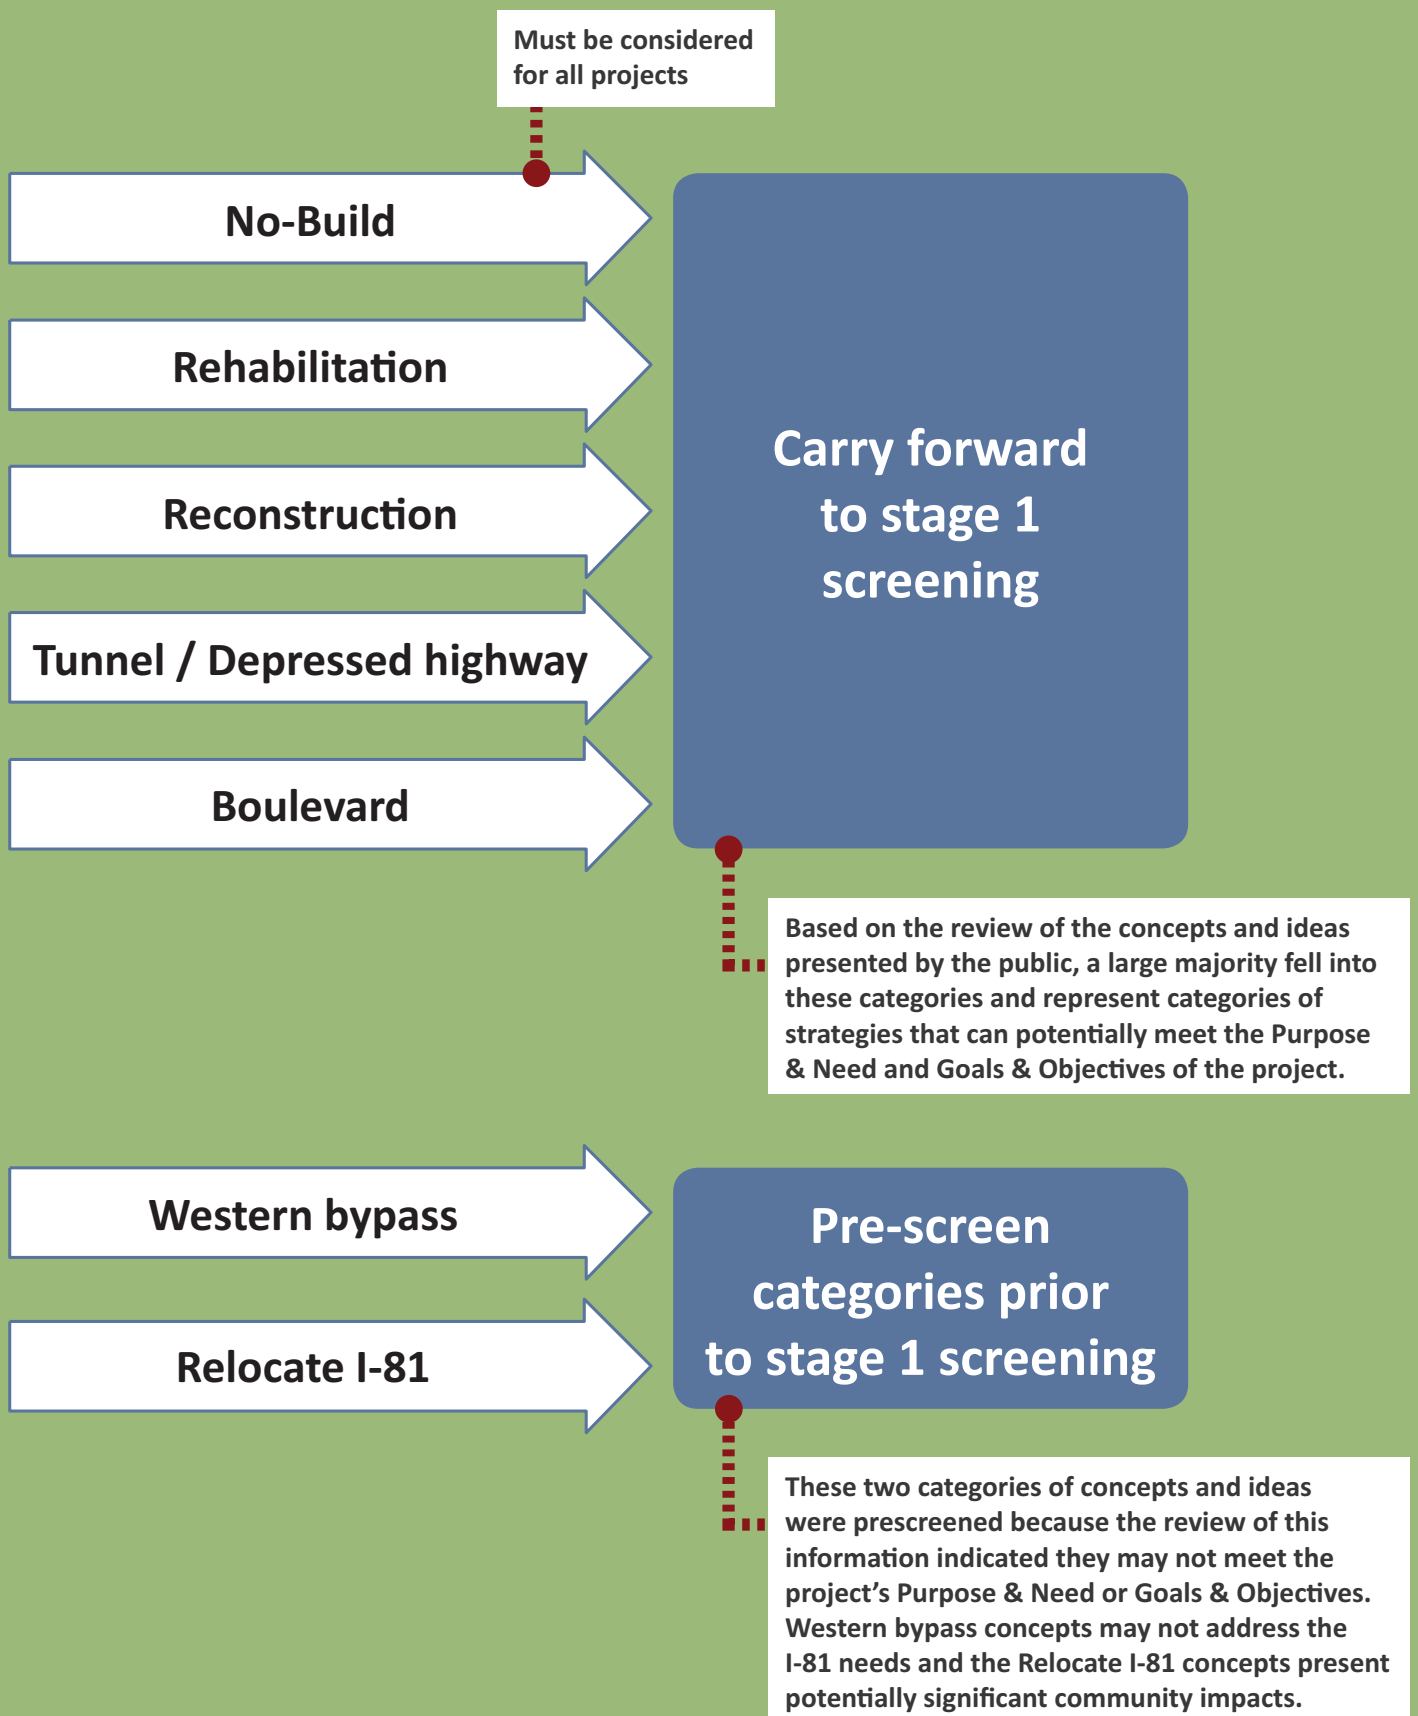 Must be considered
for all projects
No-Build
Rehabilitation
Reconstruction
Tunnel / Depressed highway
Boulevard
Carry forward
to stage 1
screening
Based on the review of the concepts and ideas
presented by the public, a large majority fell into
these categories and represent categories of
strategies that can potentially meet the Purpose
& Need and Goals & Objectives of the project.
Western bypass
Relocate I-81
Pre-screen
categories prior
to stage 1 screening
These two categories of concepts and ideas
were prescreened because the review of this
information indicated they may not meet the
project's Purpose & Need or Goals & Objectives.
Western bypass concepts may not address the
I-81 needs and the Relocate I-81 concepts present
potentially significant community impacts.